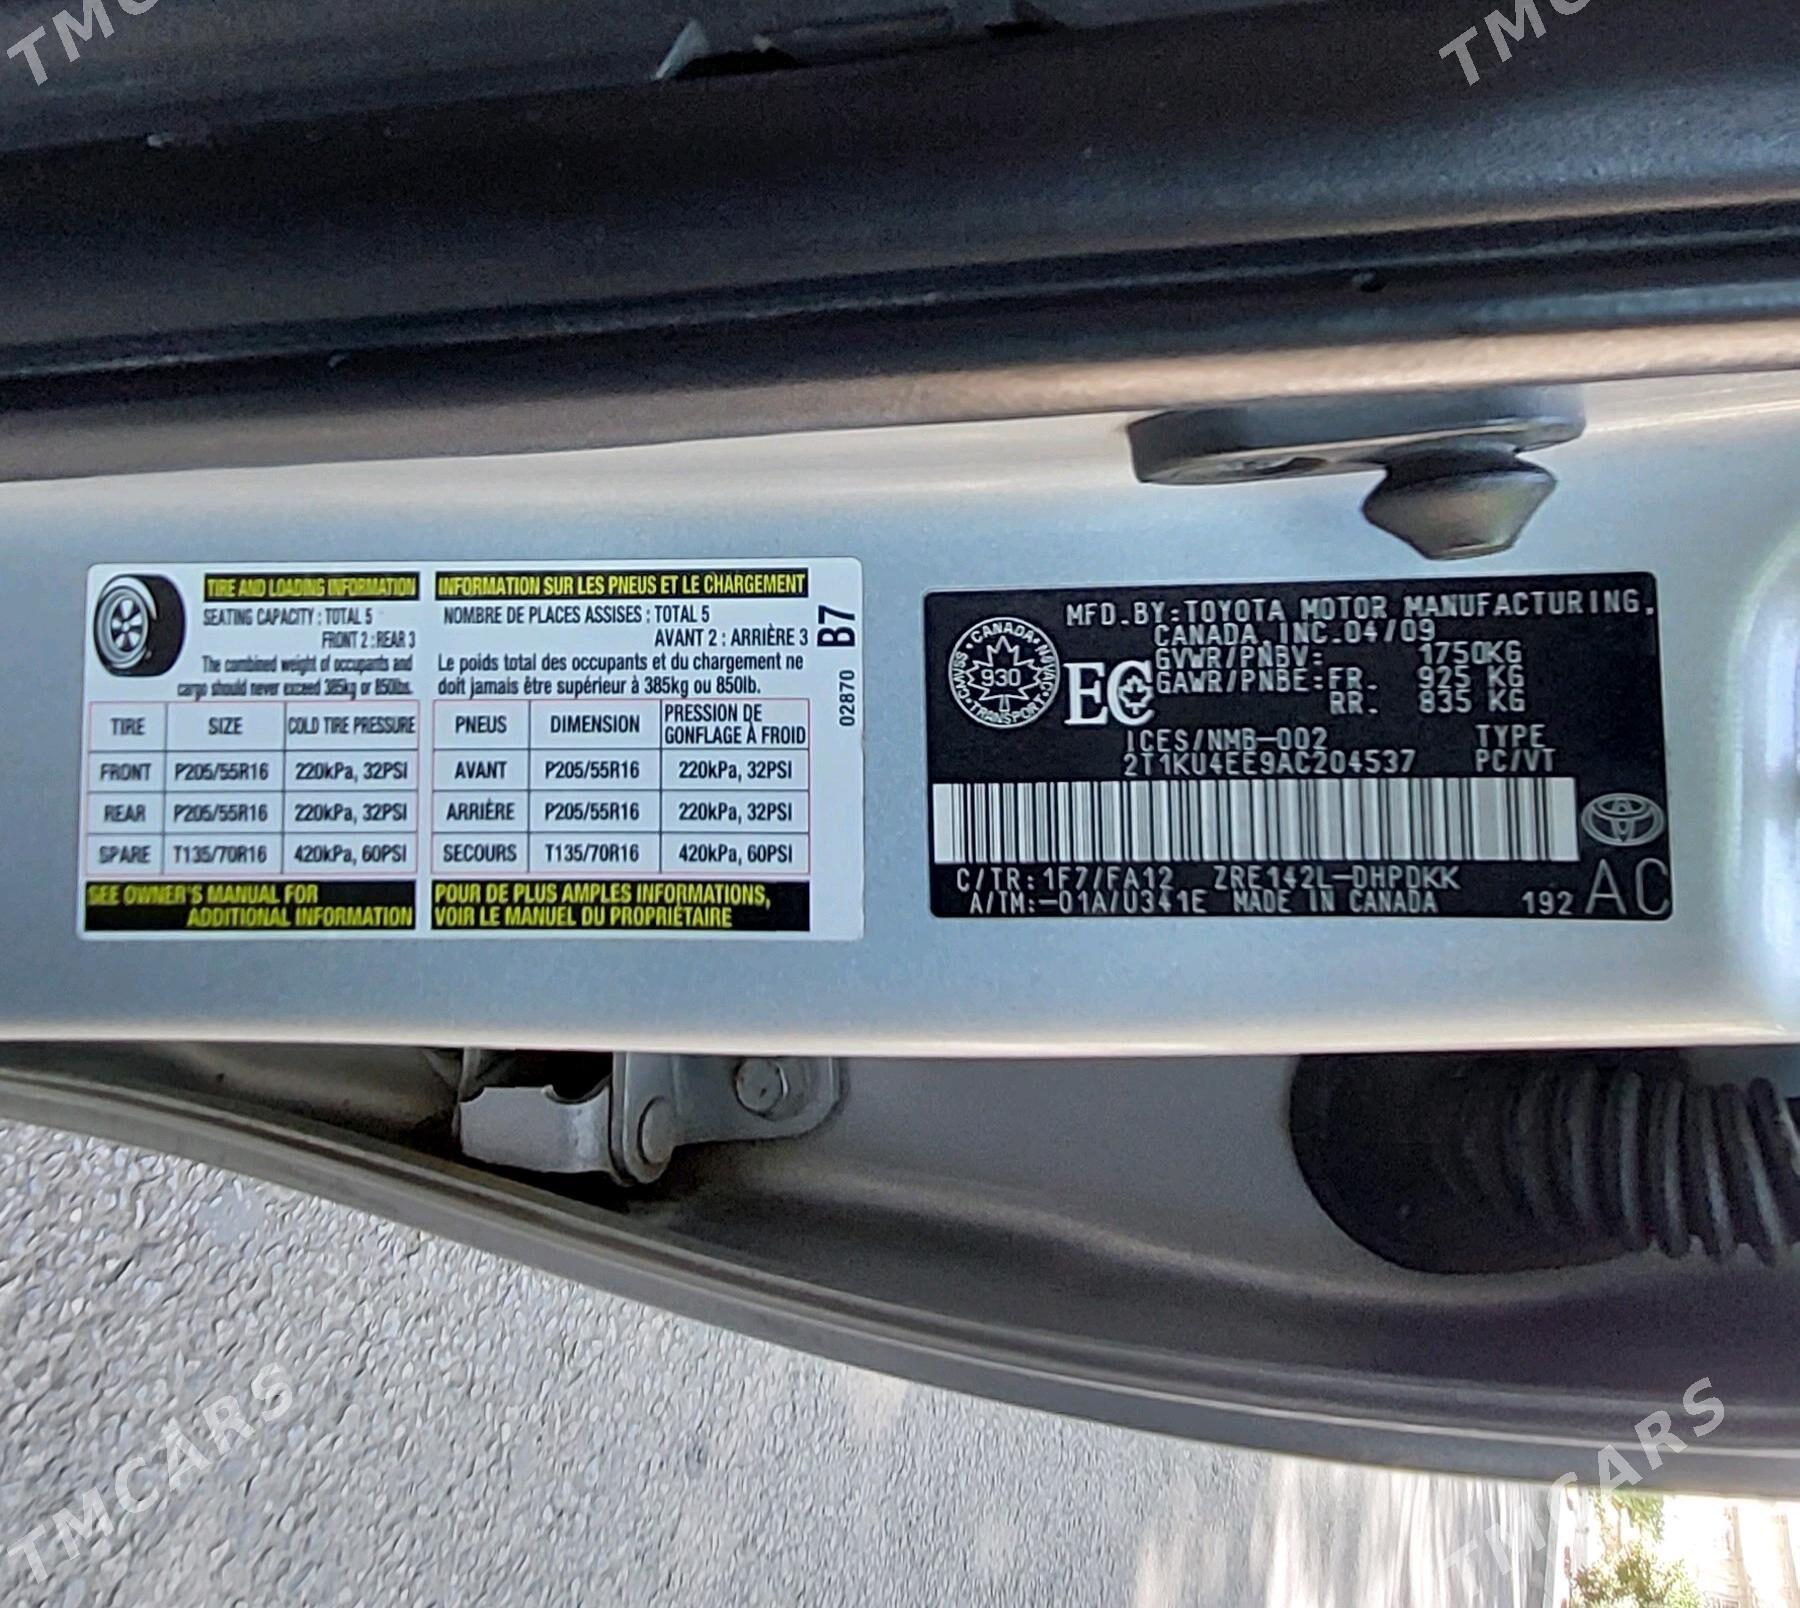 TMCARS
TMCARS
TIRE AND LOADING INFORMATION
SEATING CAPACITY : TOTAL 5
FRONT 2 : REAR 3
The combined weight of occupants and
cargo should never exceed 385kg or 850lbs.
TIRE SIZE COLD TIRE PRESSURE
FRONT P205/55R16 220kPa, 32PSI
REAR P205/55R16 220kPa, 32PSI
SPARE T135/70R16 420kPa, 60PSI
SEE OWNER'S MANUAL FOR
ADDITIONAL INFORMATION
INFORMATION SUR LES PNEUS ET LE CHARGEMENT
NOMBRE DE PLACES ASSISES : TOTAL 5
AVANT 2 : ARRIÈRE 3
Le poids total des occupants et du chargement ne
doit jamais être supérieur à 385kg ou 850lb.
PNEUS DIMENSION PRESSION DE
GONFLAGE À FROID
AVANT P205/55R16 220kPa, 32PSI
ARRIÈRE P205/55R16 220kPa, 32PSI
SECOURS T135/70R16 420kPa, 60PSI
POUR DE PLUS AMPLES INFORMATIONS,
VOIR LE MANUEL DU PROPRIÉTAIRE
02870 B7
MFD.BY:TOYOTA MOTOR MANUFACTURING.
CANADA INC.04/09
GVWR/PNBV: 1750KG
GAWR/PNBE:FR. 925 KG
RR. 835 KG
CANADA
CMVSS NSVAC
930
TRANSPORT
EC
ICES/NMB-002 TYPE
2T1KU4EE9AC204537 PC/VT
C/TR:1F7/FA12 ZRE142L-DHPDKK
A/TM:-01A/U341E MADE IN CANADA 192 AC
TMCARS
TMCARS